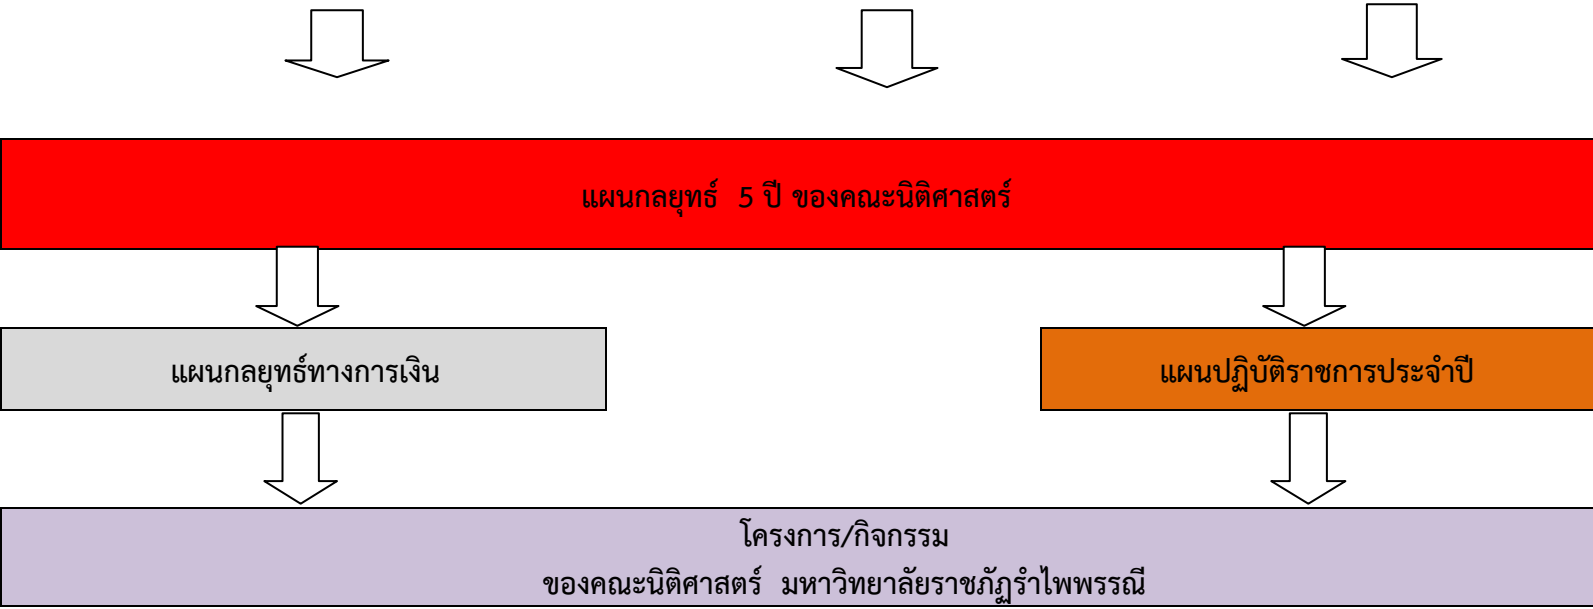 แผนกลยุทธ์ 5 ปี ของคณะนิติศาสตร์
แผนกลยุทธ์ทางการเงิน
แผนปฏิบัติราชการประจำปี
โครงการ/กิจกรรม
ของคณะนิติศาสตร์ มหาวิทยาลัยราชภัฏรำไพพรรณี